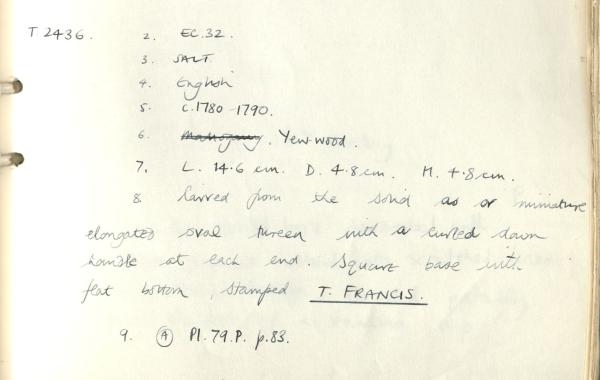 T 2436. 2. EC.32.
3. SALT.
4. English
5. c.1780-1790.
6. Mahogany. Yew-wood.
7. L. 14.6 cm. D. 4.8 cm. H. 4.8 cm.
8. Carved from the solid as a miniature
elongated oval tureen with a curled down
handle at each end. Square base with
flat bottom, stamped T. FRANCIS.
9. A Pl. 79.P. p.83.